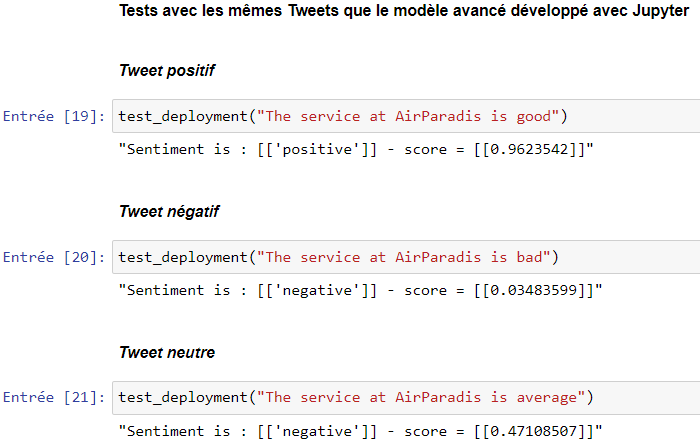 Tests avec les mêmes Tweets que le modèle avancé développé avec Jupyter
Tweet positif
Entrée [19]: test_deployment("The service at AirParadis is good")
"Sentiment is : [['positive']] - score = [[0.9623542]]"
Tweet négatif
Entrée [20]: test_deployment("The service at AirParadis is bad")
"Sentiment is : [['negative']] - score = [[0.03483599]]"
Tweet neutre
Entrée [21]: test_deployment("The service at AirParadis is average")
"Sentiment is : [['negative']] - score = [[0.47108507]]"